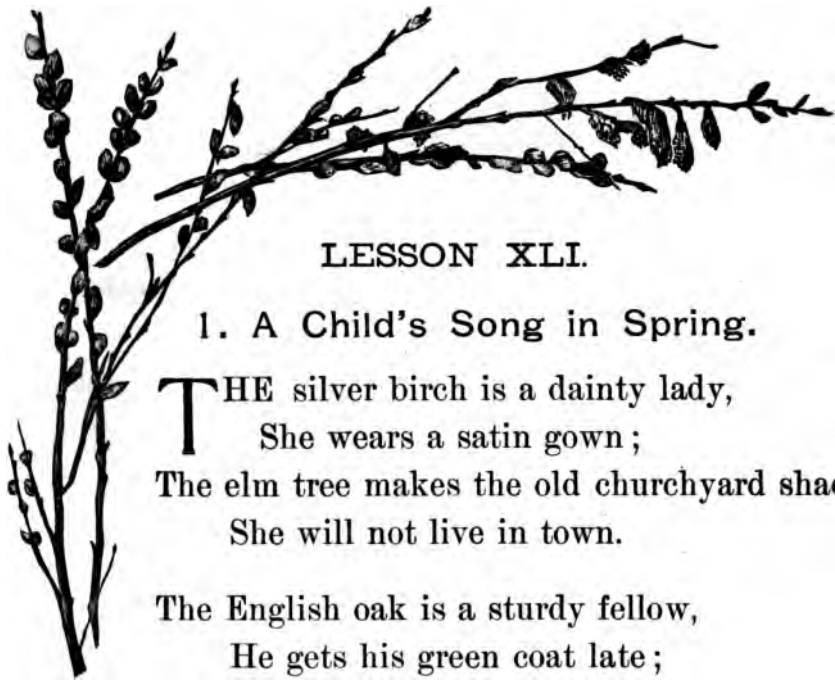 LESSON XLI.
1. A Child's Song in Spring.
THE silver birch is a dainty lady,
She wears a satin gown;
The elm tree makes the old churchyard
She will not live in town.
The English oak is a sturdy fellow,
He gets his green coat late;